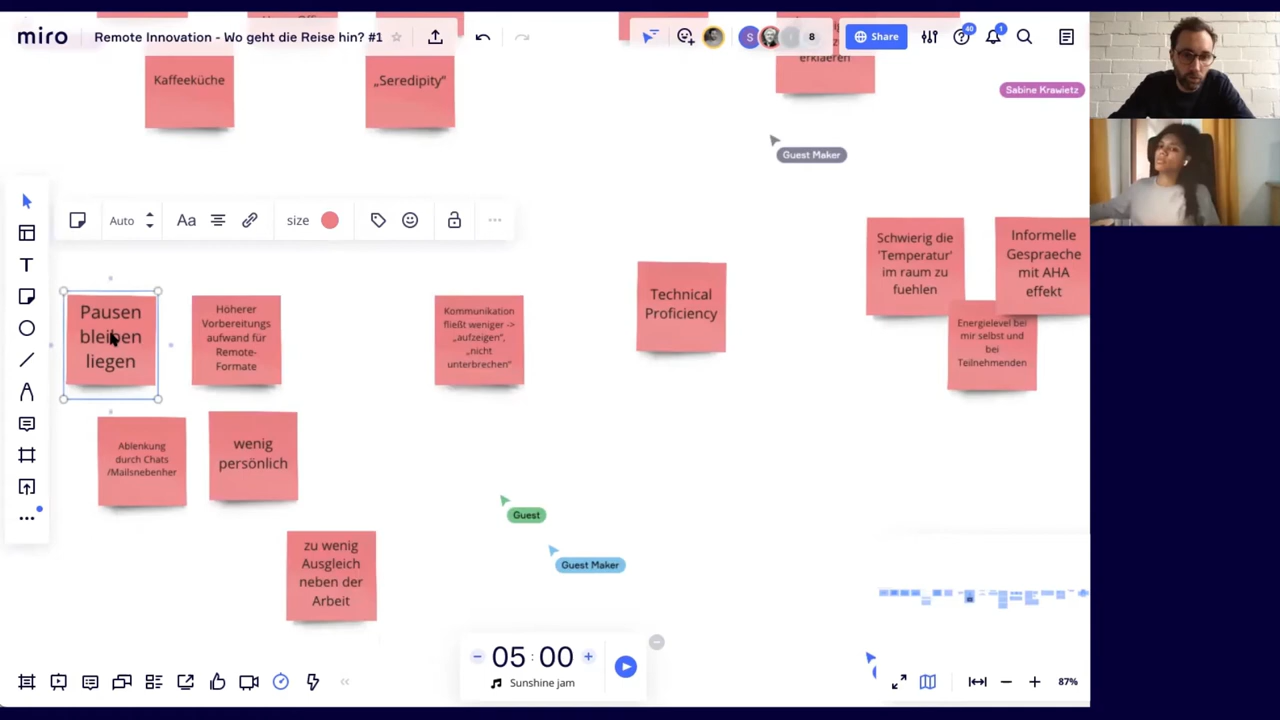 miro
Remote Innovation - Wo geht die Reise hin? #1
8
Share
40
1
Kaffeeküche
„Seredipity"
erklaeren
Sabine Krawietz
Guest Maker
Auto
Aa
size
Pausen
bleiben
liegen
Höherer
Vorbereitungs
aufwand für
Remote-
Formate
Kommunikation
fließt weniger ->
„aufzeigen",
„nicht
unterbrechen"
Technical
Proficiency
Schwierig die
'Temperatur'
im raum zu
fuehlen
Informelle
Gespraeche
mit AHA
effekt
Energielevel bei
mir selbst und
bei
Teilnehmenden
Ablenkung
durch Chats
/Mailsnebenher
wenig
persönlich
Guest
Guest Maker
zu wenig
Ausgleich
neben der
Arbeit
05 : 00
Sunshine jam
87%
S
T